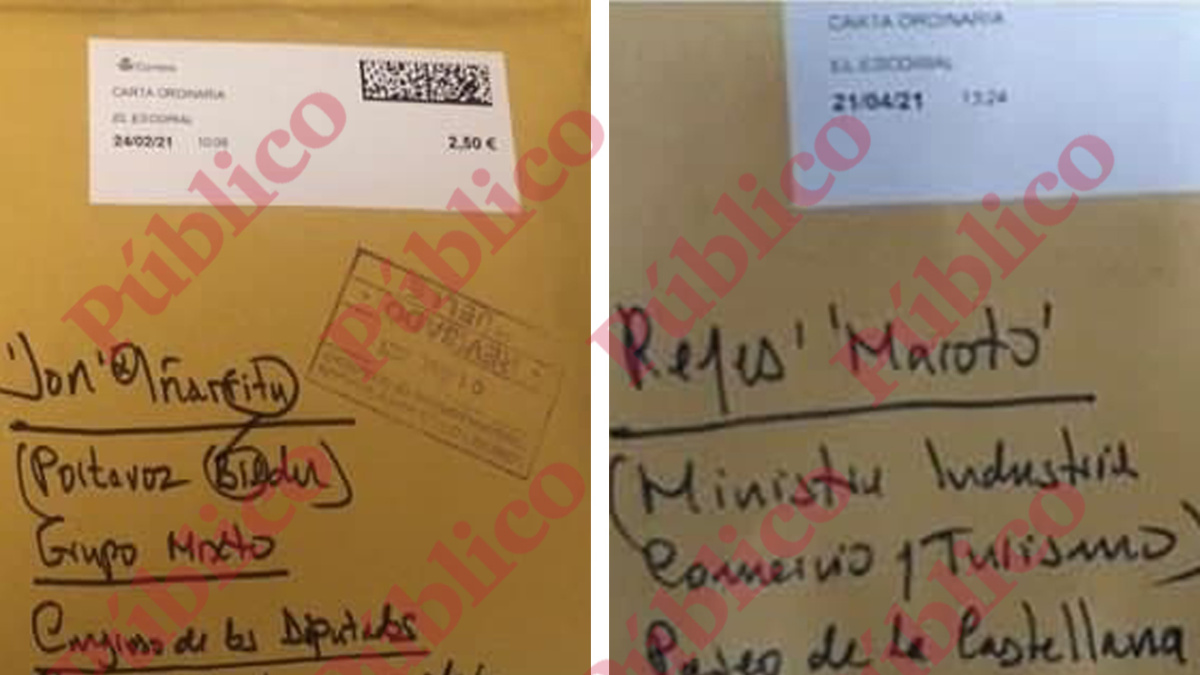 Correos
CARTA ORDINARIA
EL ESCORIAL
24/02/21 10:08
2,50 €
REVISADO
'Jon' Iñarritu
(Portavoz Bildu)
Grupo Mixto
Congreso de los Diputados
CARTA ORDINARIA
EL ESCORIAL
21/04/21 13:24
Reyes' 'Maroto'
(Ministra Industria
Comercio y Turismo)
Paseo de la Castellana
Público
Público
Público
Público
Público
Público
Público
Público